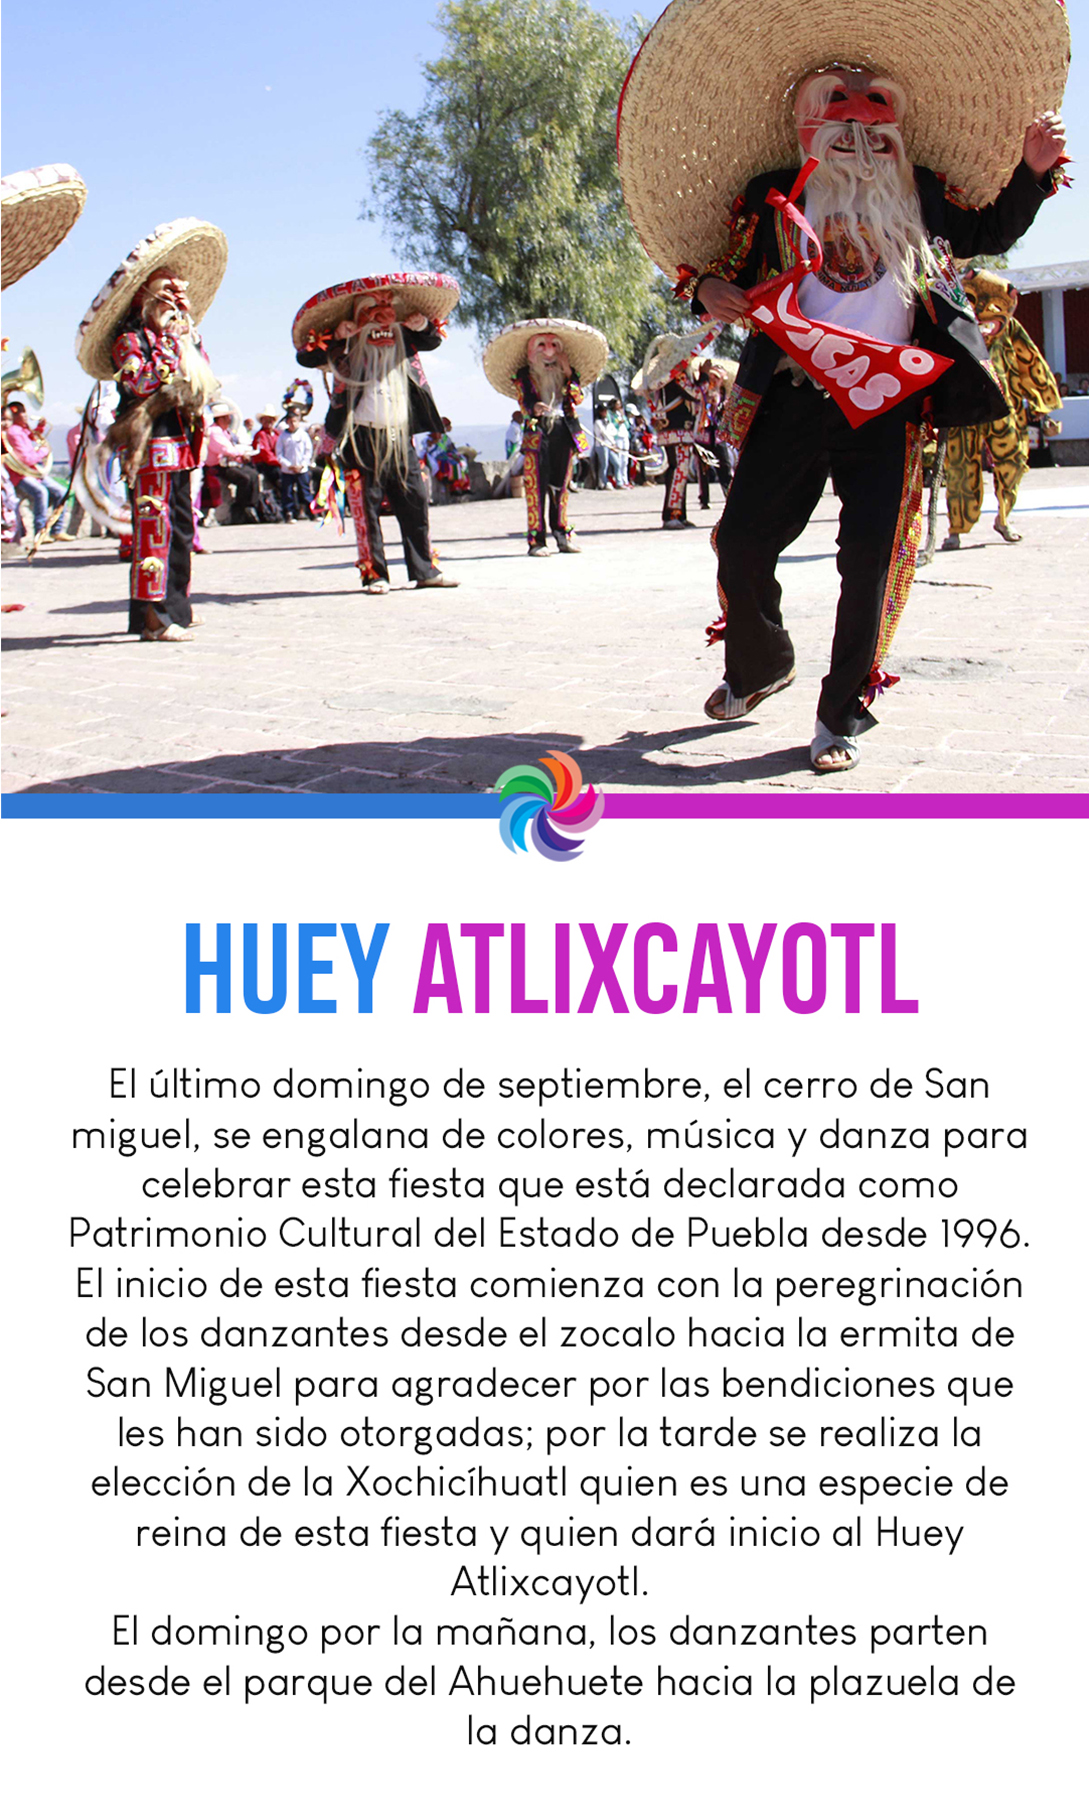 HUEY ATLIXCAYOTL
El último domingo de septiembre, el cerro de San
miguel, se engalana de colores, música y danza para
celebrar esta fiesta que está declarada como
Patrimonio Cultural del Estado de Puebla desde 1996.
El inicio de esta fiesta comienza con la peregrinación
de los danzantes desde el zocalo hacia la ermita de
San Miguel para agradecer por las bendiciones que
les han sido otorgadas; por la tarde se realiza la
elección de la Xochicíhuatl quien es una especie de
reina de esta fiesta y quien dará inicio al Huey
Atlixcayotl.
El domingo por la mañana, los danzantes parten
desde el parque del Ahuehuete hacia la plazuela de
la danza.